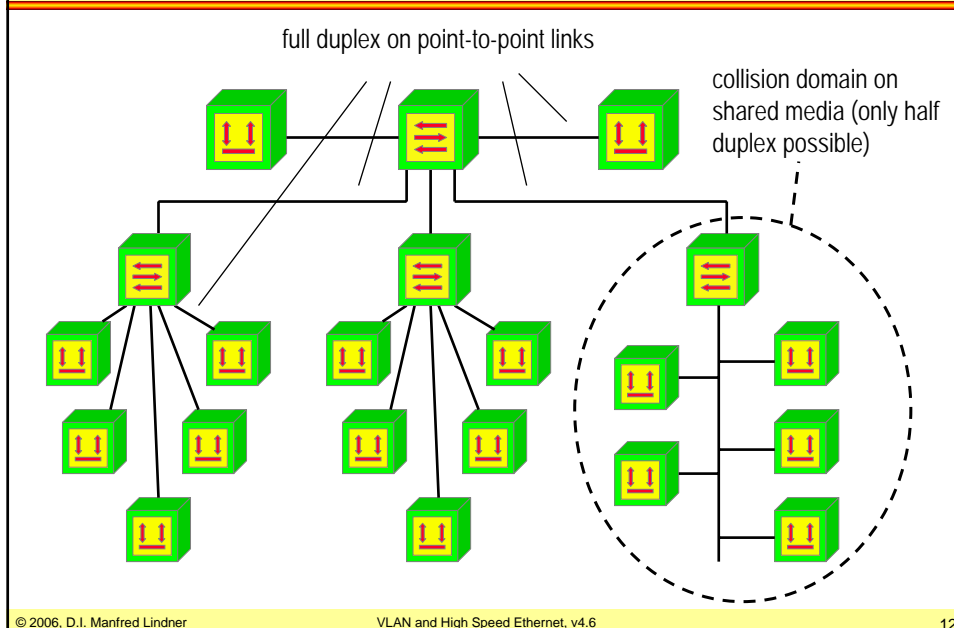 full duplex on point-to-point links
collision domain on
shared media (only half
duplex possible)
© 2006, D.I. Manfred Lindner
VLAN and High Speed Ethernet, v4.6
12